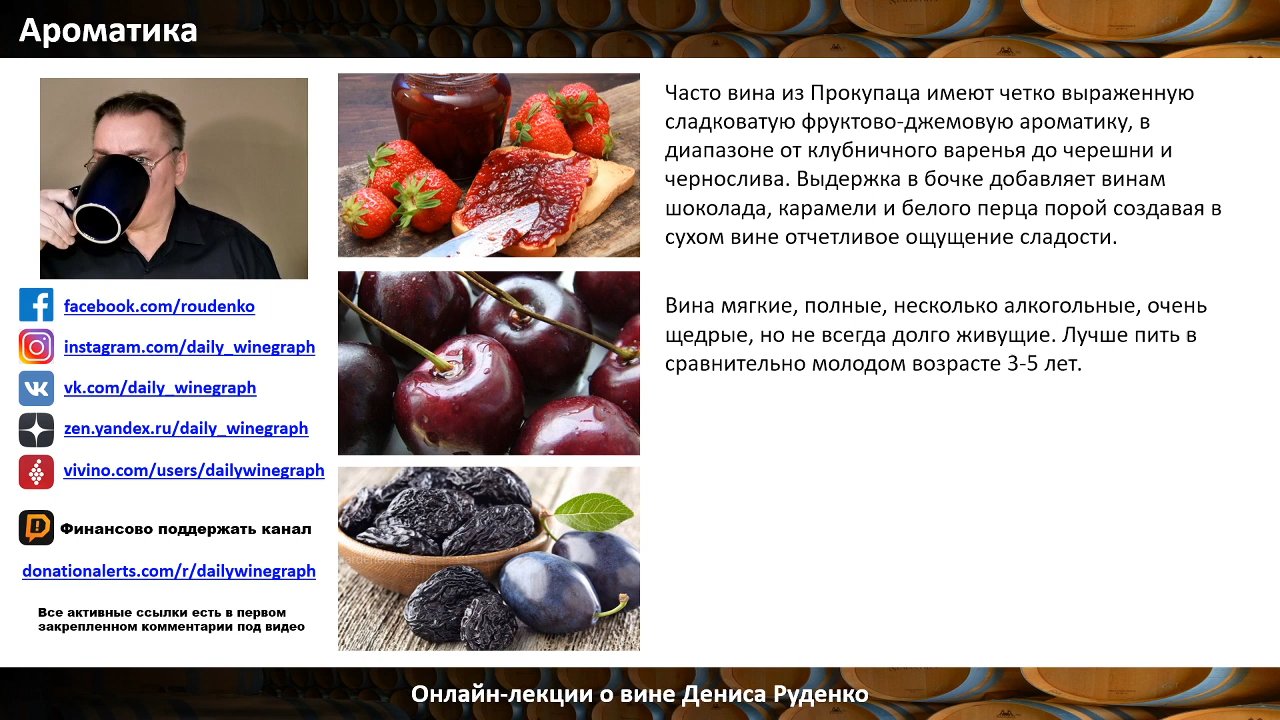 Ароматика
facebook.com/roudenko
instagram.com/daily_winegraph
vk.com/daily_winegraph
zen.yandex.ru/daily_winegraph
vivino.com/users/dailywinegraph
Финансово поддержать канал
donationalerts.com/r/dailywinegraph
Все активные ссылки есть в первом
закрепленном комментарии под видео
Часто вина из Прокупаца имеют четко выраженную
сладковатую фруктово-джемовую ароматику, в
диапазоне от клубничного варенья до черешни и
чернослива. Выдержка в бочке добавляет винам
шоколада, карамели и белого перца порой создавая в
сухом вине отчетливое ощущение сладости.
Вина мягкие, полные, несколько алкогольные, очень
щедрые, но не всегда долго живущие. Лучше пить в
сравнительно молодом возрасте 3-5 лет.
Онлайн-лекции о вине Дениса Руденко